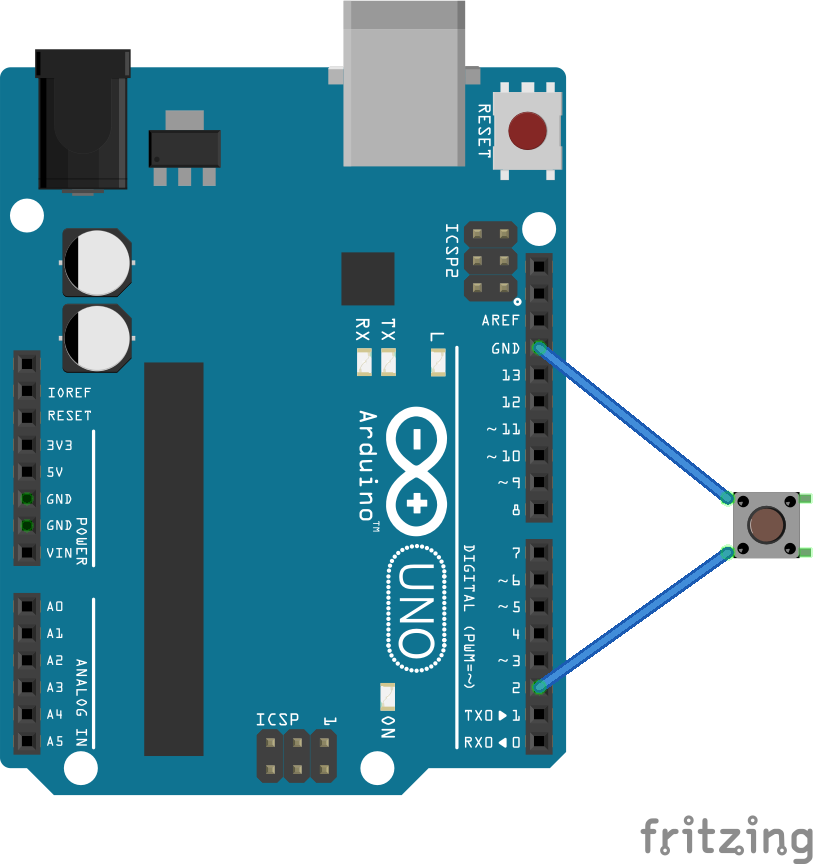 RESET
ICSP2
AREF
GND
RX
TX
L
13
12
~11
~10
~9
8
IOREF
RESET
3V3
5V
GND
GND
VIN
POWER
Arduino™
UNO
7
~6
~5
4
~3
2
TX0▶1
RX0◀0
DIGITAL (PWM=~)
A0
A1
A2
A3
A4
A5
ANALOG IN
ICSP
1
ON
fritzing